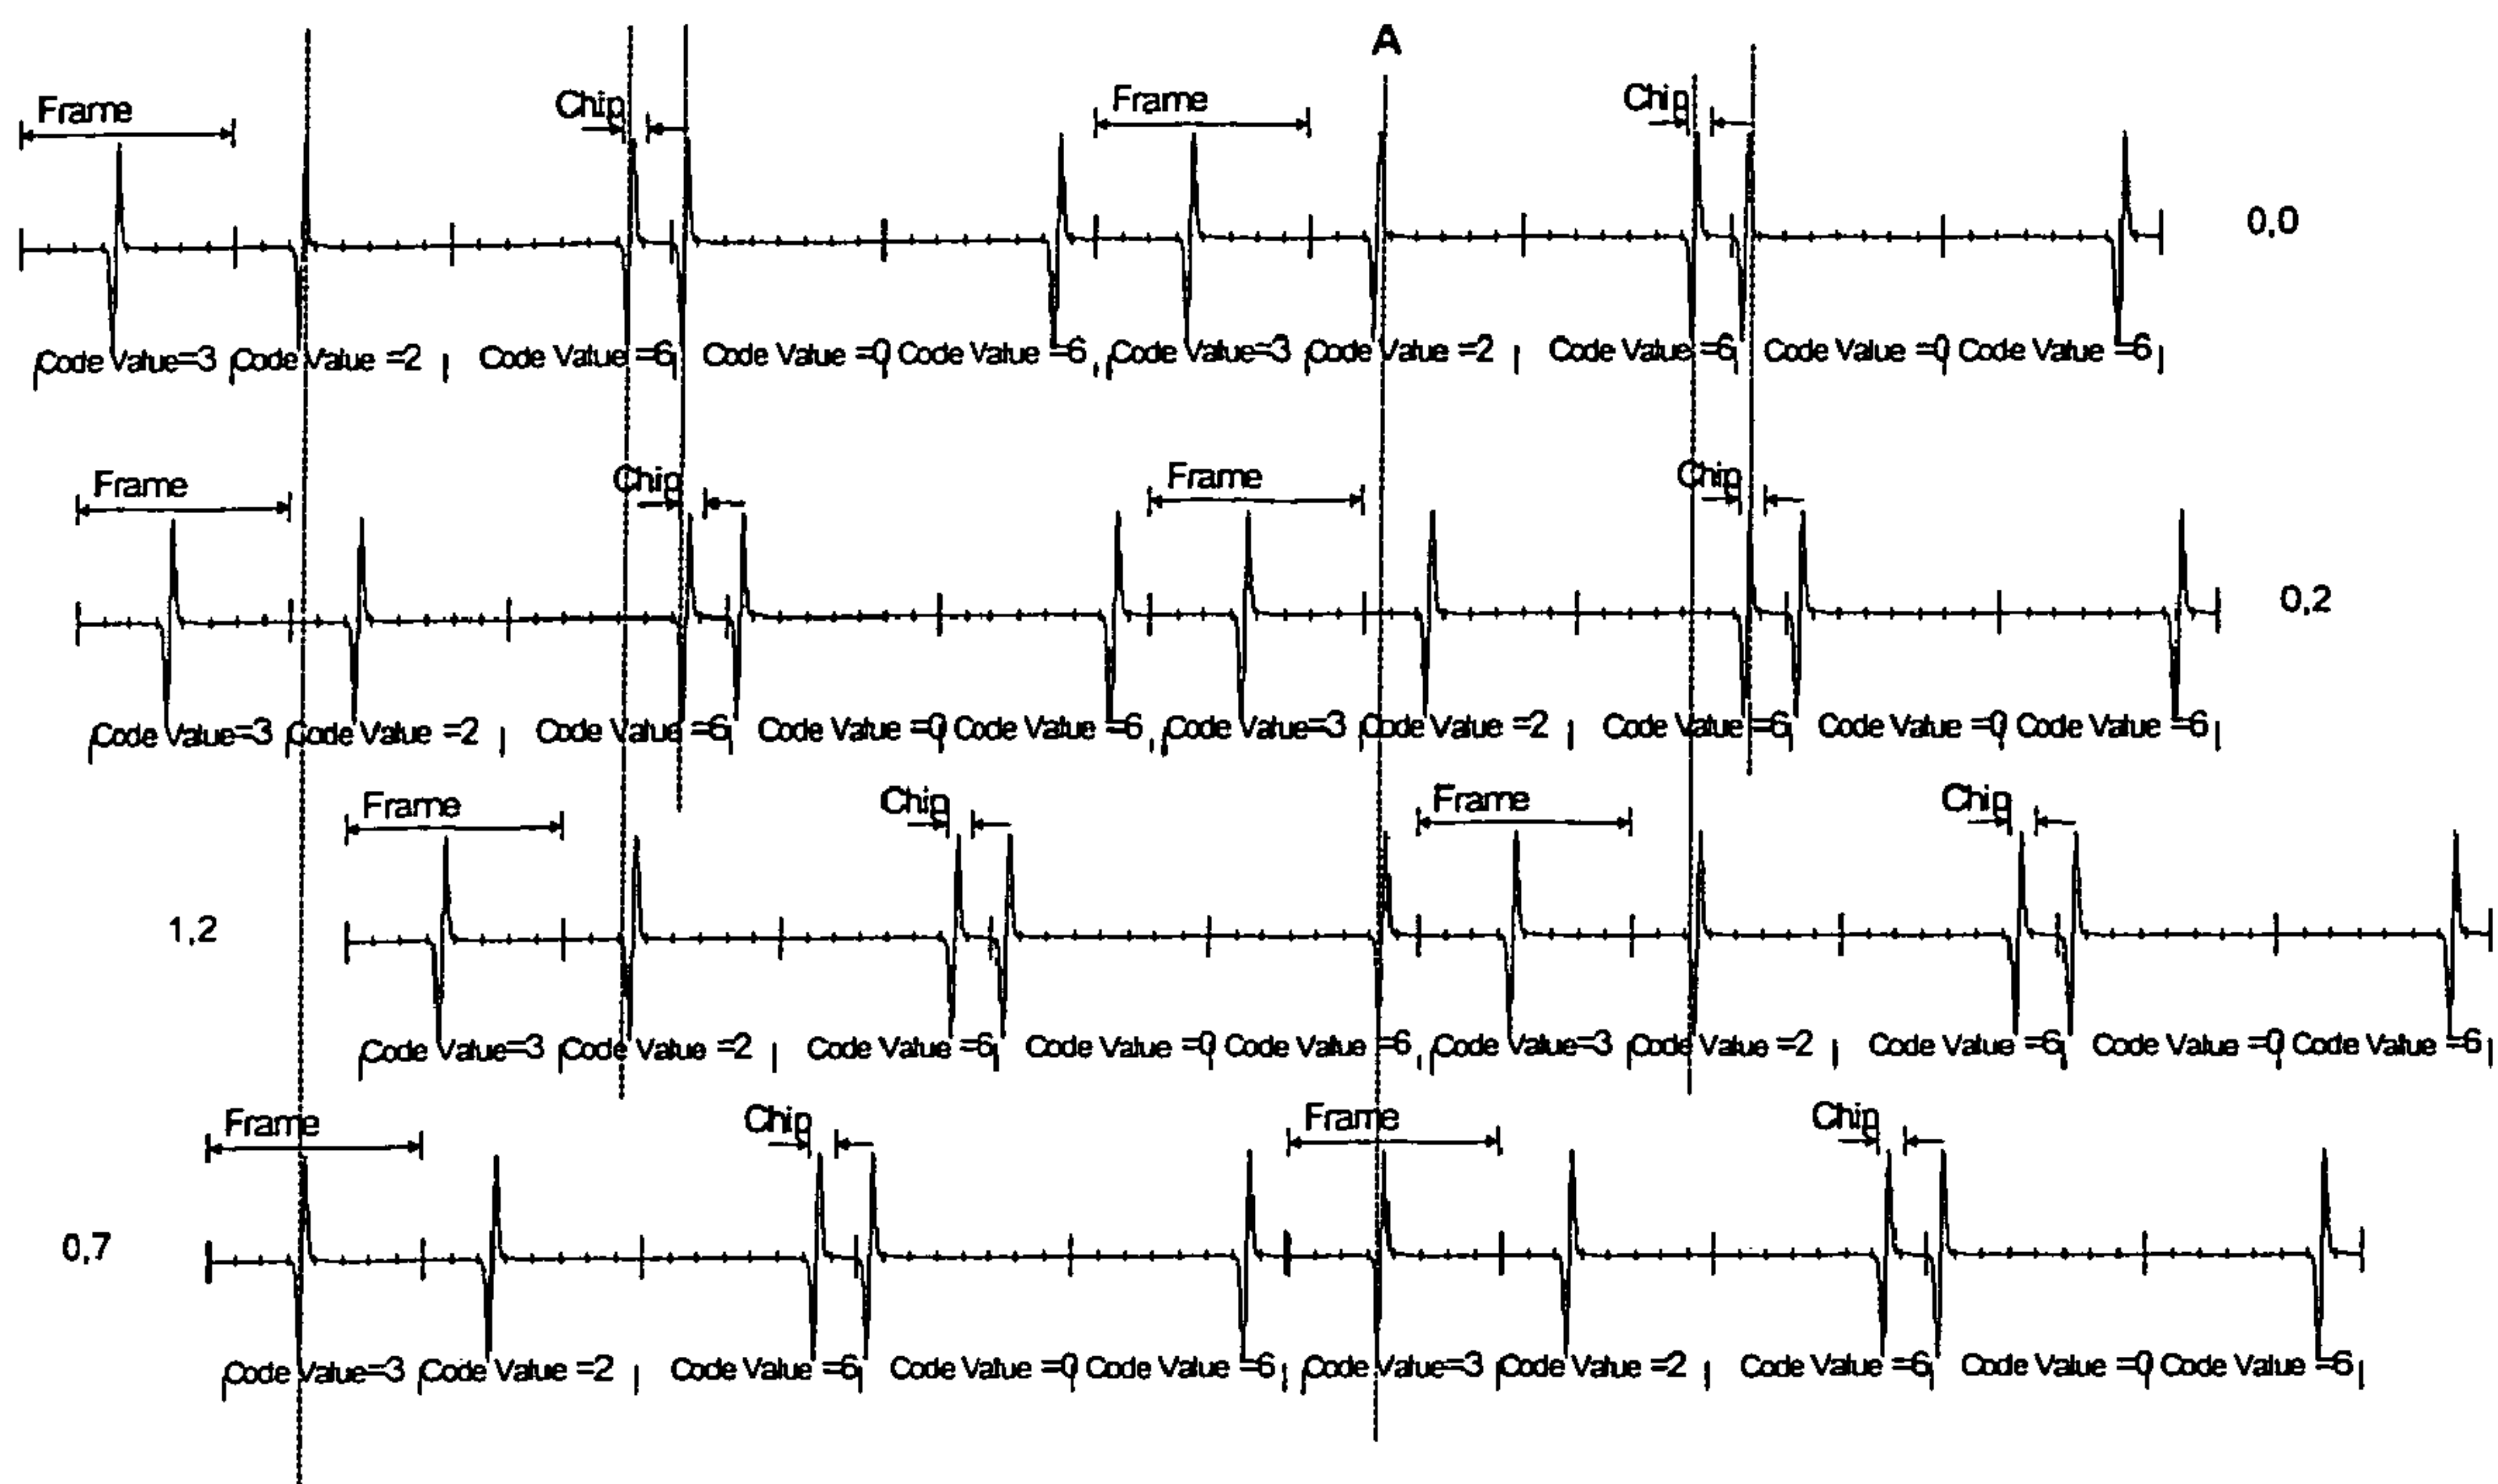 A
Frame Chip Frame Chip
0,0
Code Value=3 Code Value =2 Code Value =6 Code Value =0 Code Value =6 Code Value=3 Code Value =2 Code Value =6 Code Value =0 Code Value =6
Frame Chip Frame Chip
0,2
Code Value=3 Code Value =2 Code Value =6 Code Value =0 Code Value =6 Code Value=3 Code Value =2 Code Value =6 Code Value =0 Code Value =6
Frame Chip Frame Chip
1,2
Code Value=3 Code Value =2 Code Value =6 Code Value =0 Code Value =6 Code Value=3 Code Value =2 Code Value =6 Code Value =0 Code Value =6
Frame Chip Frame Chip
0,7
Code Value=3 Code Value =2 Code Value =6 Code Value =0 Code Value =6 Code Value=3 Code Value =2 Code Value =6 Code Value =0 Code Value =6